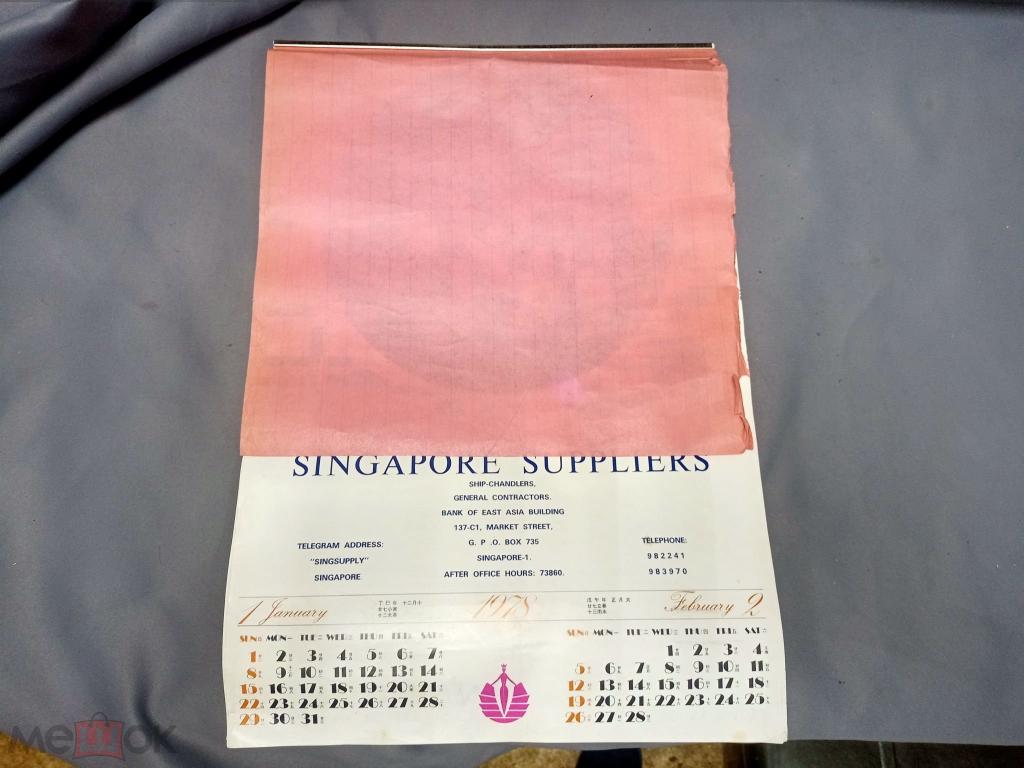 SINGAPORE SUPPLIERS
SHIP-CHANDLERS,
GENERAL CONTRACTORS.
BANK OF EAST ASIA BUILDING
137-C1, MARKET STREET,
G. P .O. BOX 735
SINGAPORE-1.
AFTER OFFICE HOURS: 73860.
TELEGRAM ADDRESS:
"SINGSUPPLY"
SINGAPORE
TELEPHONE:
982241
983970
1 January
1978
February 2
SUN MON TUE WED THU FRI SAT
1 2 3 4 5 6 7
8 9 10 11 12 13 14
15 16 17 18 19 20 21
22 23 24 25 26 27 28
29 30 31
SUN MON TUE WED THU FRI SAT
1 2 3 4
5 6 7 8 9 10 11
12 13 14 15 16 17 18
19 20 21 22 23 24 25
26 27 28
мешок